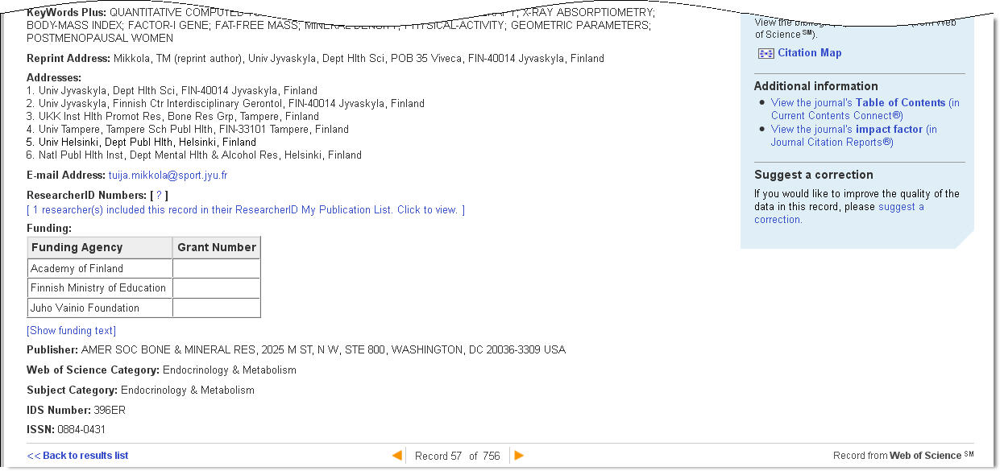 KeyWords Plus: QUANTITATIVE COMPUTED X-RAY ABSORPTIOMETRY;
BODY-MASS INDEX; FACTOR-I GENE; FAT-FREE MASS; MINERAL DENSITY; PHYSICAL-ACTIVITY; GEOMETRIC PARAMETERS;
POSTMENOPAUSAL WOMEN
Reprint Address: Mikkola, TM (reprint author), Univ Jyvaskyla, Dept Hlth Sci, POB 35 Viveca, FIN-40014 Jyvaskyla, Finland
Addresses:
1. Univ Jyvaskyla, Dept Hlth Sci, FIN-40014 Jyvaskyla, Finland
2. Univ Jyvaskyla, Finnish Ctr Interdisciplinary Gerontol, FIN-40014 Jyvaskyla, Finland
3. UKK Inst Hlth Promot Res, Bone Res Grp, Tampere, Finland
4. Univ Tampere, Tampere Sch Publ Hlth, FIN-33101 Tampere, Finland
5. Univ Helsinki, Dept Publ Hlth, Helsinki, Finland
6. Natl Publ Hlth Inst, Dept Mental Hlth & Alcohol Res, Helsinki, Finland
E-mail Address: tuija.mikkola@sport.jyu.fr
ResearcherID Numbers: [ ? ]
[ 1 researcher(s) included this record in their ResearcherID My Publication List. Click to view. ]
Funding:
Funding Agency Grant Number
Academy of Finland
Finnish Ministry of Education
Juho Vainio Foundation
[Show funding text]
Publisher: AMER SOC BONE & MINERAL RES, 2025 M ST, N W, STE 800, WASHINGTON, DC 20036-3309 USA
Web of Science Category: Endocrinology & Metabolism
Subject Category: Endocrinology & Metabolism
IDS Number: 396ER
ISSN: 0884-0431
View the (from Web
of Science℠).
Citation Map
Additional information
• View the journal's Table of Contents (in
Current Contents Connect®)
• View the journal's impact factor (in
Journal Citation Reports®)
Suggest a correction
If you would like to improve the quality of the
data in this record, please suggest a
correction.
<< Back to results list
Record 57 of 756
Record from Web of Science ℠